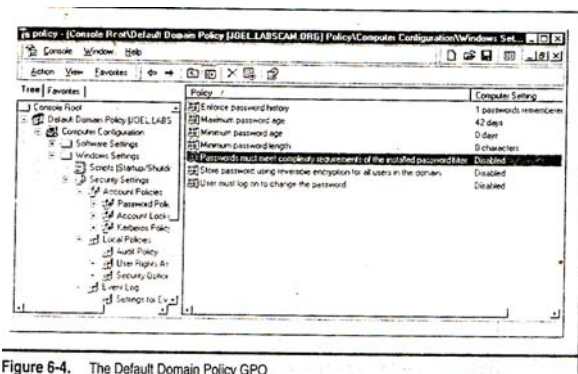 policy - [Console Root\Default Domain Policy [JOEL.LABSCAM.ORG] Policy\Computer Configuration\Windows Set...
Console Window Help
Action View Favorites
Tree Favorites
Policy / Computer Setting
Console Root
Default Domain Policy [JOEL.LABS
Computer Configuration
Software Settings
Windows Settings
Scripts (Startup/Shutd
Security Settings
Account Policies
Password Polic
Account Locko
Kerberos Policy
Local Policies
Audit Policy
User Rights As
Security Option
Event Log
Settings for Ev
Enforce password history 1 passwords remembered
Maximum password age 42 days
Minimum password age 0 days
Minimum password length 0 characters
Passwords must meet complexity requirements of the installed password filter Disabled
Store password using reversible encryption for all users in the domain Disabled
User must log on to change the password Disabled
Figure 6-4. The Default Domain Policy GPO